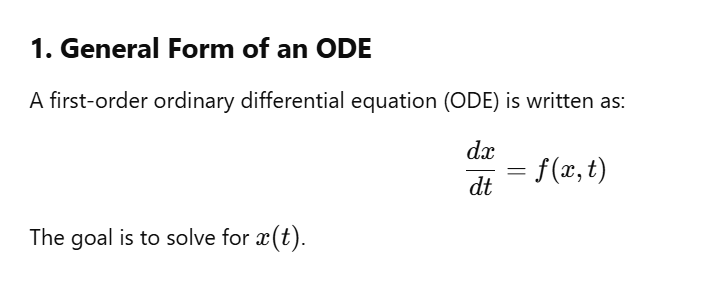 1. General Form of an ODE
A first-order ordinary differential equation (ODE) is written as:
dx/dt = f(x, t)
The goal is to solve for x(t).